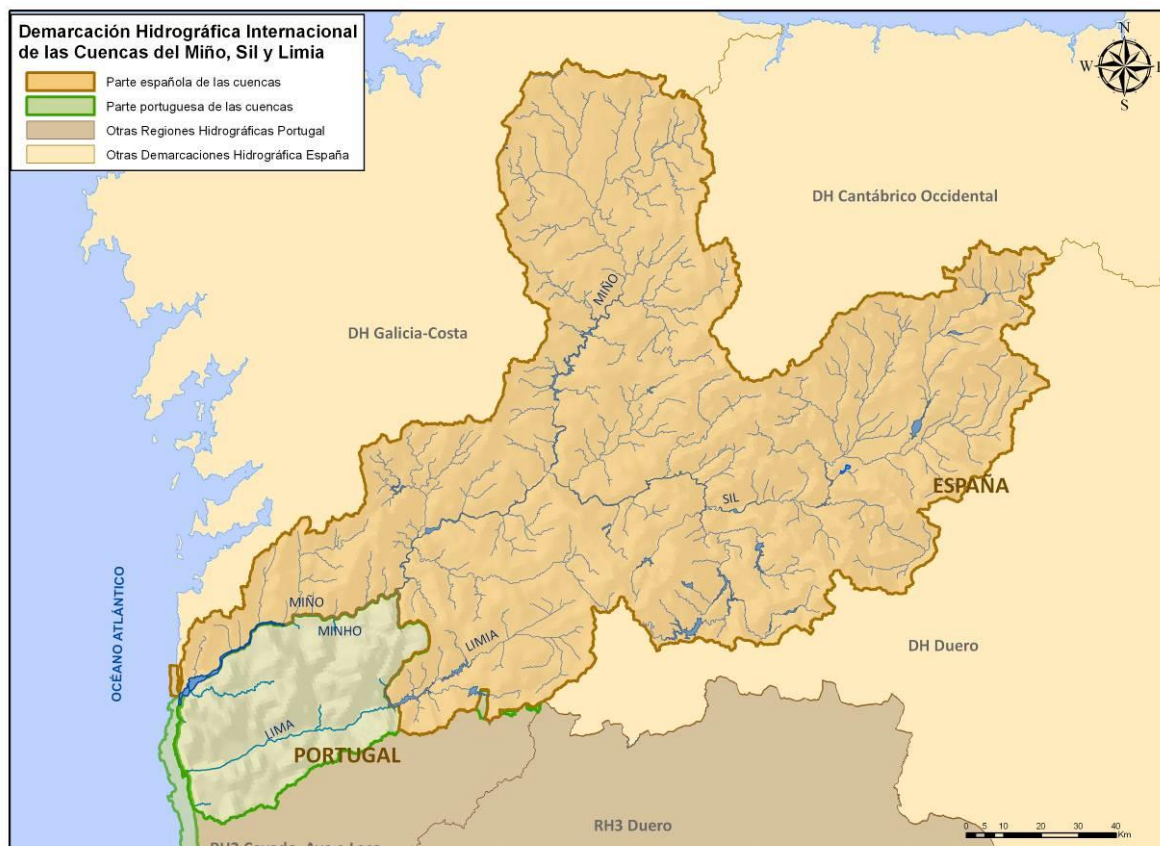 Demarcación Hidrográfica Internacional
de las Cuencas del Miño, Sil y Limia
Parte española de las cuencas
Parte portuguesa de las cuencas
Otras Regiones Hidrográficas Portugal
Otras Demarcaciones Hidrográfica España
N
W
E
S
DH Cantábrico Occidental
MIÑO
DH Galicia-Costa
ESPAÑA
SIL
OCÉANO ATLÁNTICO
MIÑO
MINHO
LIMIA
DH Duero
LIMA
PORTUGAL
RH3 Duero
0 5 10 20 30 40
Km